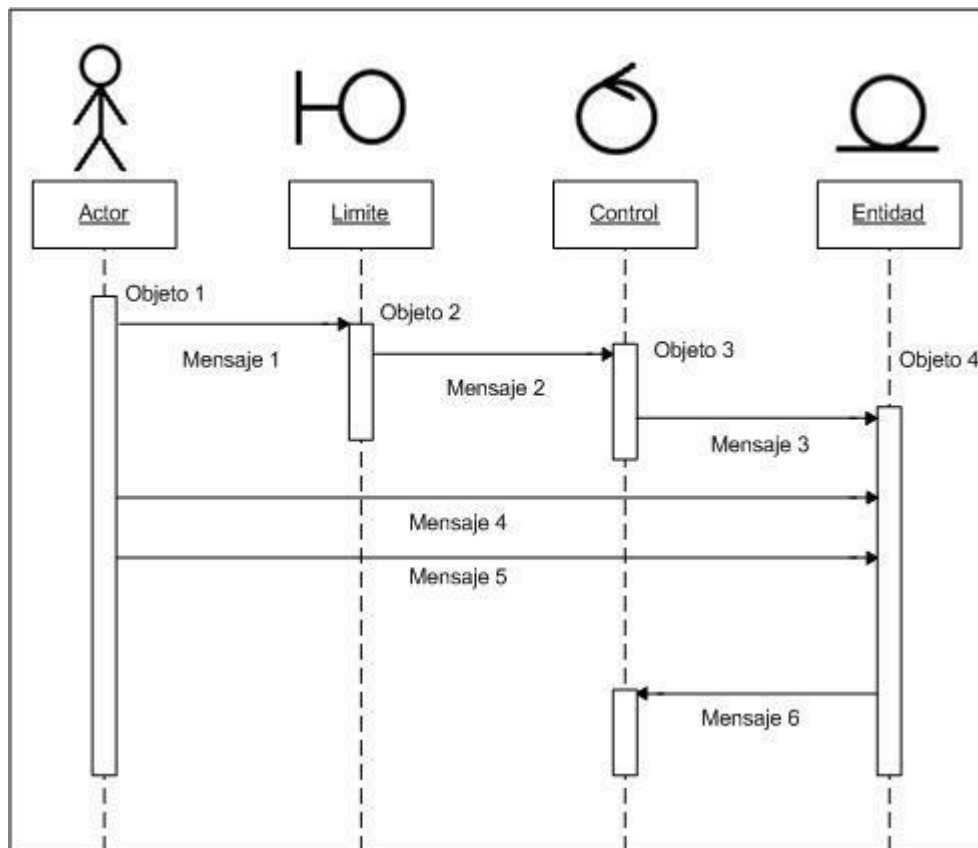 Actor
Limite
Control
Entidad
Objeto 1
Objeto 2
Mensaje 1
Objeto 3
Objeto 4
Mensaje 2
Mensaje 3
Mensaje 4
Mensaje 5
Mensaje 6